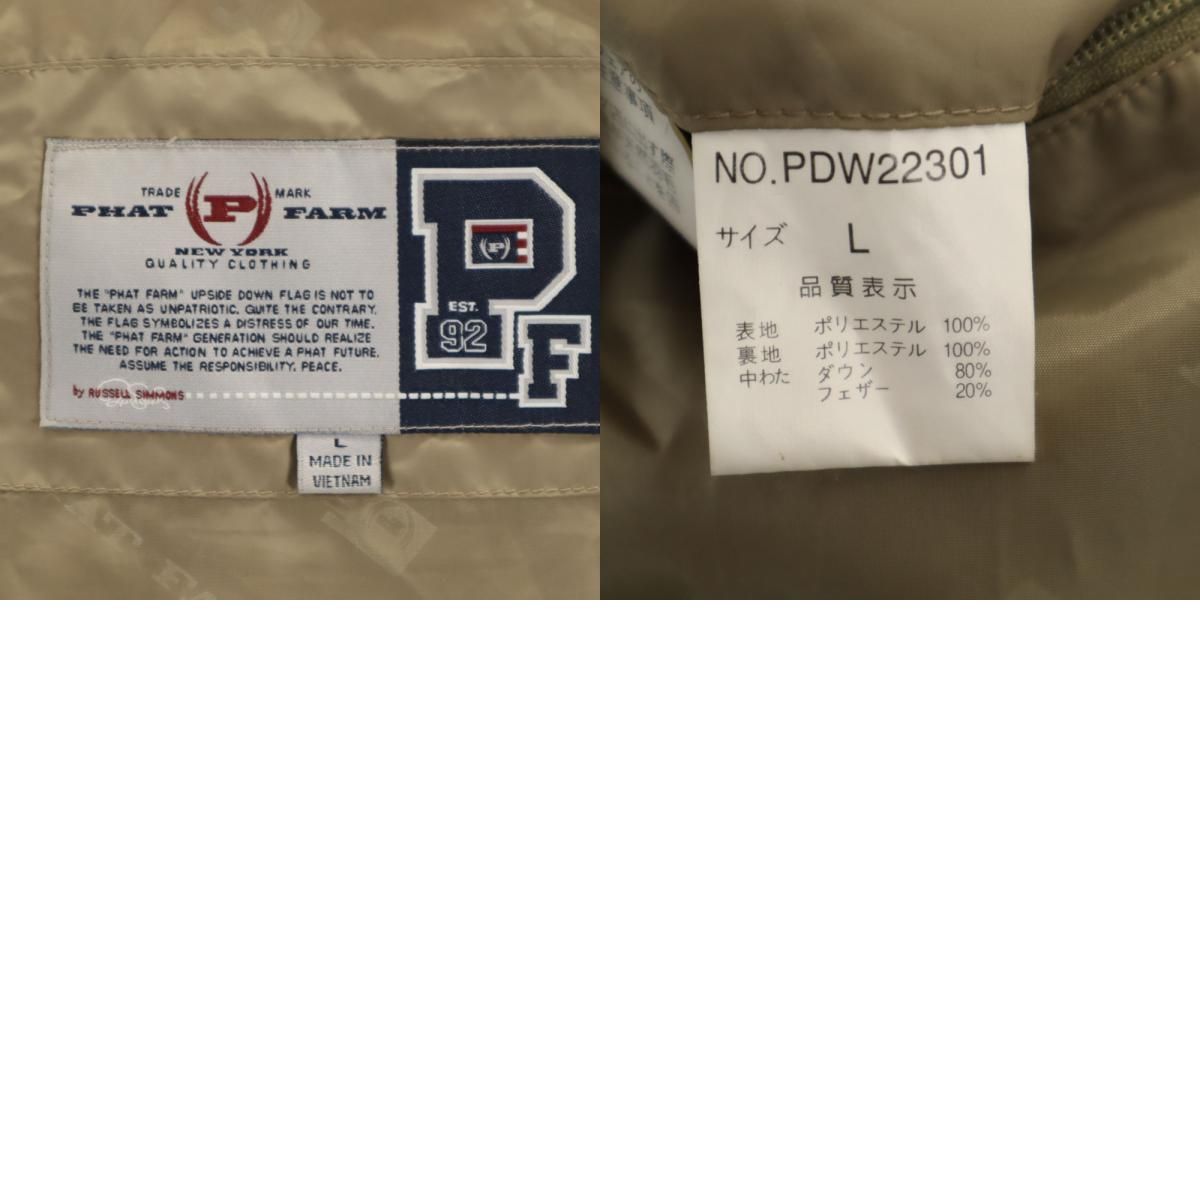 TRADE MARK
PHAT P FARM
NEW YORK
QUALITY CLOTHING
THE "PHAT FARM" UPSIDE DOWN FLAG IS NOT TO
BE TAKEN AS UNPATRIOTIC. QUITE THE CONTRARY.
THE FLAG SYMBOLIZES A DISTRESS OF OUR TIME.
THE "PHAT FARM" GENERATION SHOULD REALIZE
THE NEED FOR ACTION TO ACHIEVE A PHAT FUTURE.
ASSUME THE RESPONSIBILITY. PEACE.
by RUSSELL SIMMONS
P
(P)
EST.
92
F
L
MADE IN
VIETNAM
NO.PDW22301
サイズ L
品質表示
表地 ポリエステル 100%
裏地 ポリエステル 100%
中わた ダウン 80%
フェザー 20%